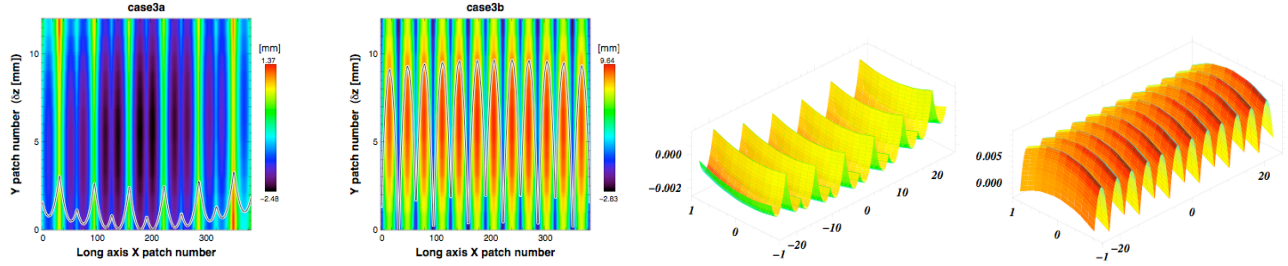 case3a
Y patch number (δz [mm])
10
5
0
0 100 200 300
Long axis X patch number
[mm]
1.37
−2.48
case3b
Y patch number (δz [mm])
10
5
0
0 100 200 300
Long axis X patch number
[mm]
9.64
−2.83
0.000
−0.002
1
0
−1
−20
−10
0
10
20
0.005
0.000
1
0
−1
−20
0
20